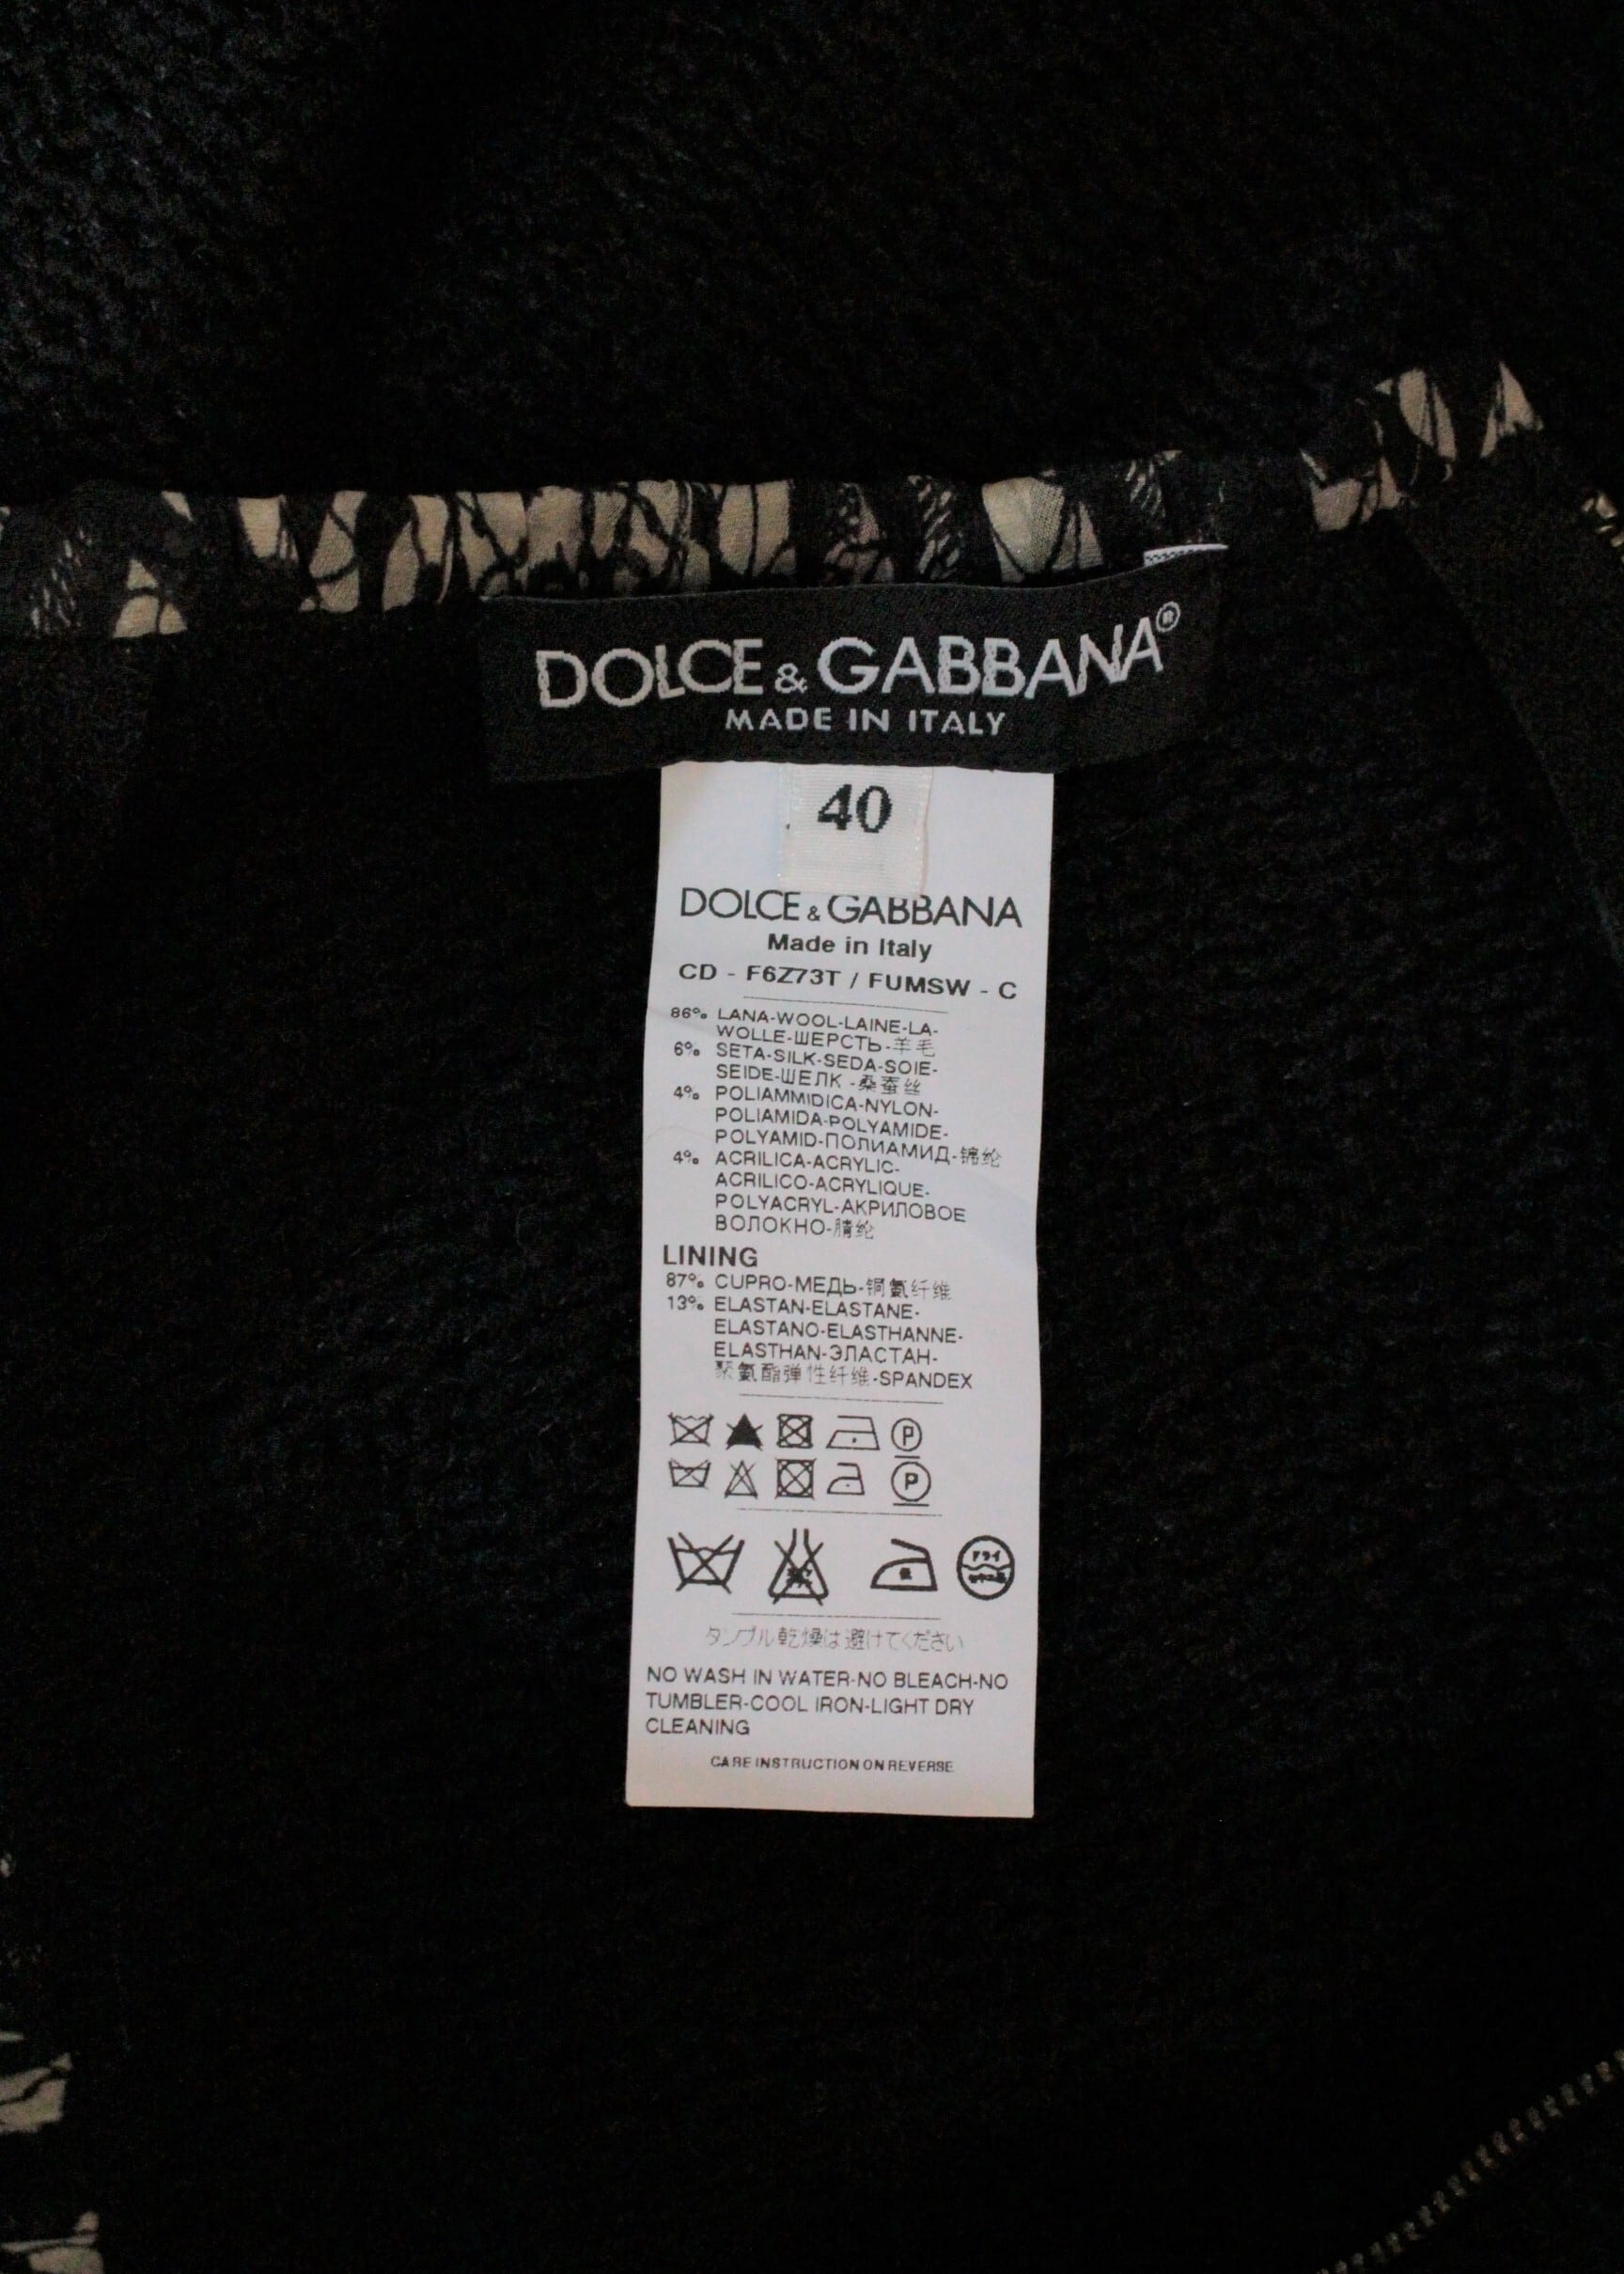 DOLCE & GABBANA®
MADE IN ITALY
40
DOLCE & GABBANA
Made in Italy
CD - F6Z73T / FUMSW - C
86% LANA-WOOL-LAINE-LA-
WOLLE-ШЕРСТЬ-羊毛
6% SETA-SILK-SEDA-SOIE-
SEIDE-ШЕЛК -桑蚕丝
4% POLIAMMIDICA-NYLON-
POLIAMIDA-POLYAMIDE-
POLYAMID-ПОЛИАМИД-锦纶
4% ACRILICA-ACRYLIC-
ACRILICO-ACRYLIQUE-
POLYACRYL-АКРИЛОВОЕ
ВОЛОКНО-腈纶
LINING
87% CUPRO-МЕДЬ-铜氨纤维
13% ELASTAN-ELASTANE-
ELASTANO-ELASTHANNE-
ELASTHAN-ЭЛАСТАН-
聚氨酯弹性纤维-SPANDEX
P
P
ドライ
タンブル乾燥は避けてください
NO WASH IN WATER-NO BLEACH-NO
TUMBLER-COOL IRON-LIGHT DRY
CLEANING
CARE INSTRUCTION ON REVERSE